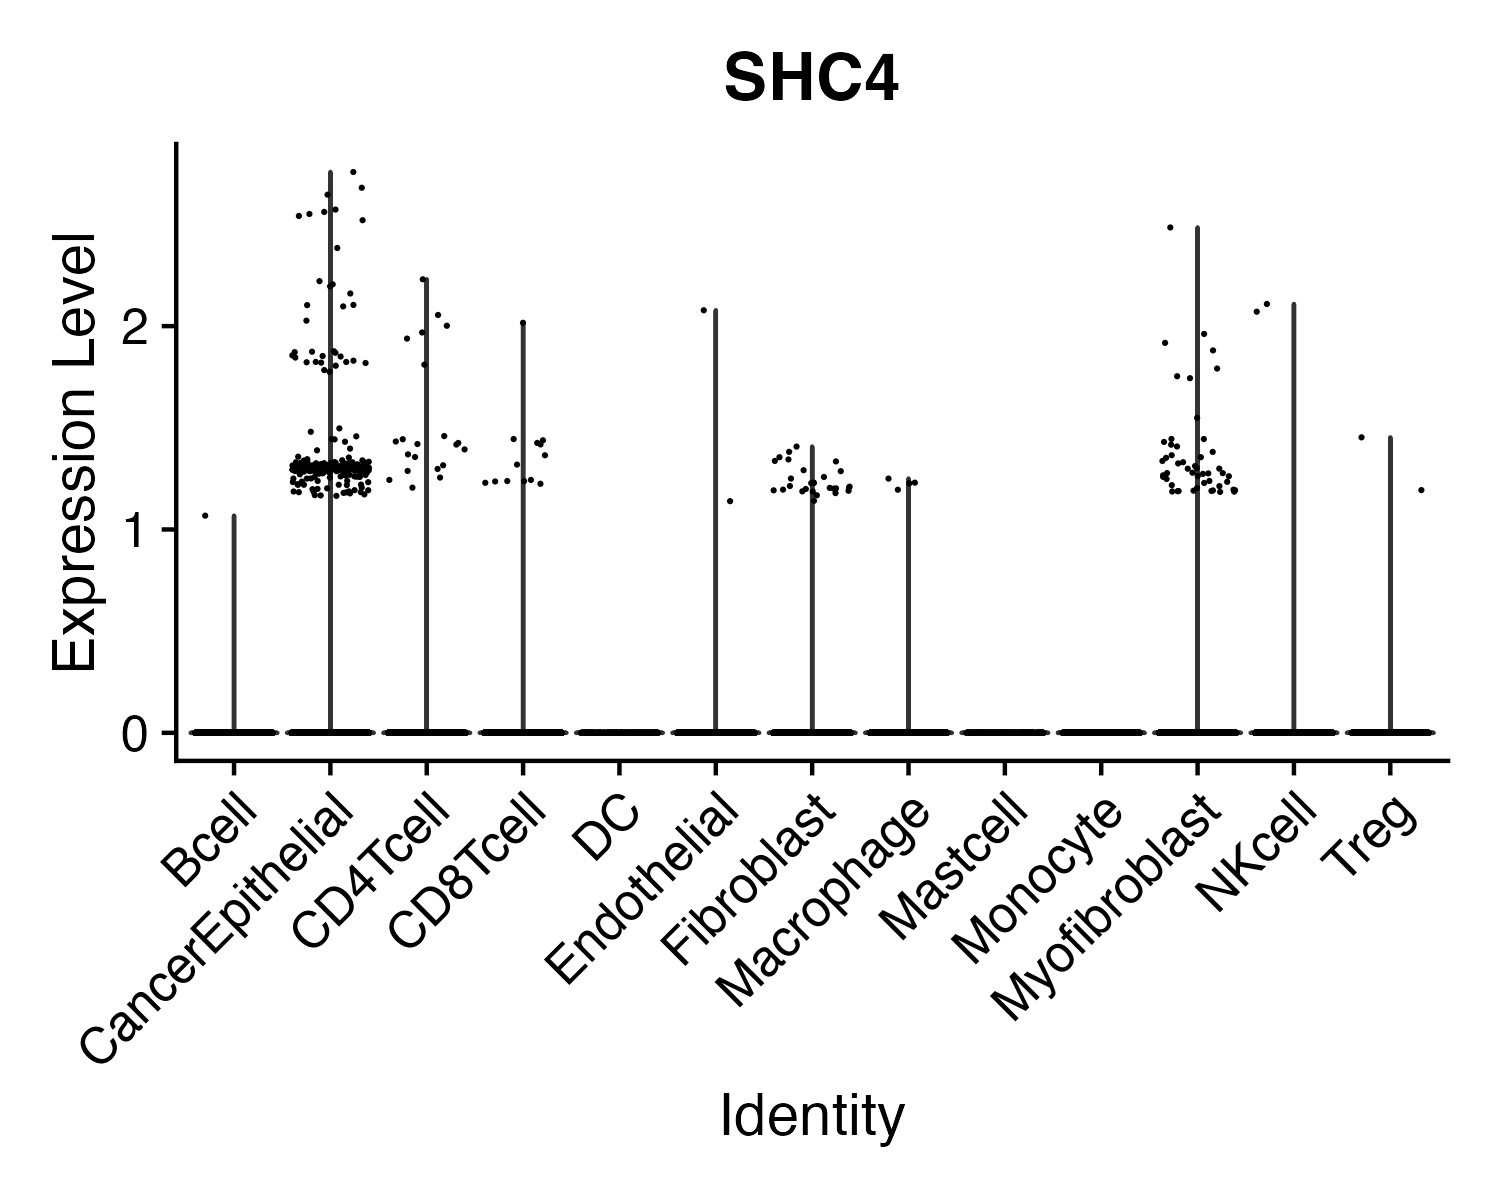 SHC4
Expression Level
2
1
0
Bcell
CancerEpithelial
CD4Tcell
CD8Tcell
DC
Endothelial
Fibroblast
Macrophage
Mastcell
Monocyte
Myofibroblast
NKcell
Treg
Identity